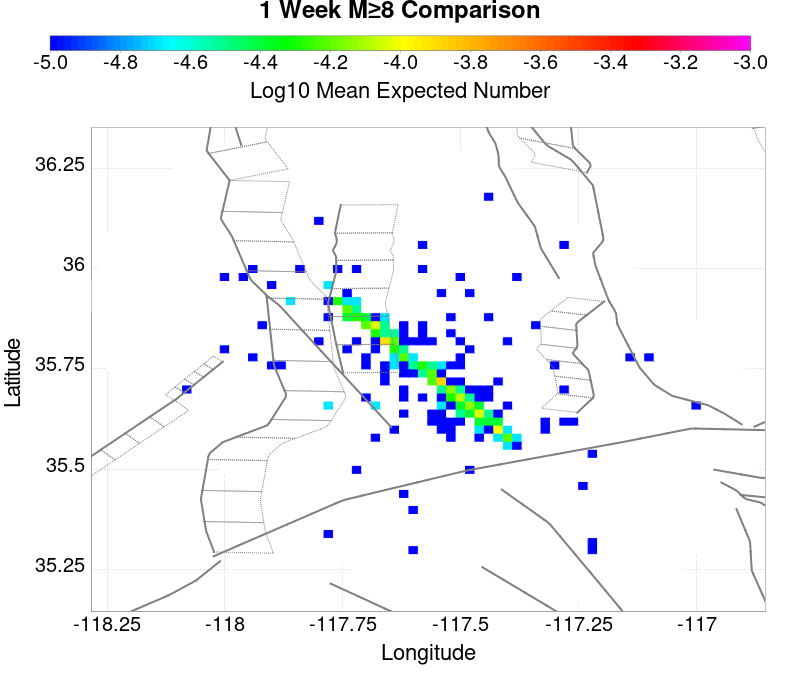 1 Week M≥8 Comparison
-5.0 -4.8 -4.6 -4.4 -4.2 -4.0 -3.8 -3.6 -3.4 -3.2 -3.0
Log10 Mean Expected Number
36.25
36
35.75
35.5
35.25
Latitude
-118.25 -118 -117.75 -117.5 -117.25 -117
Longitude